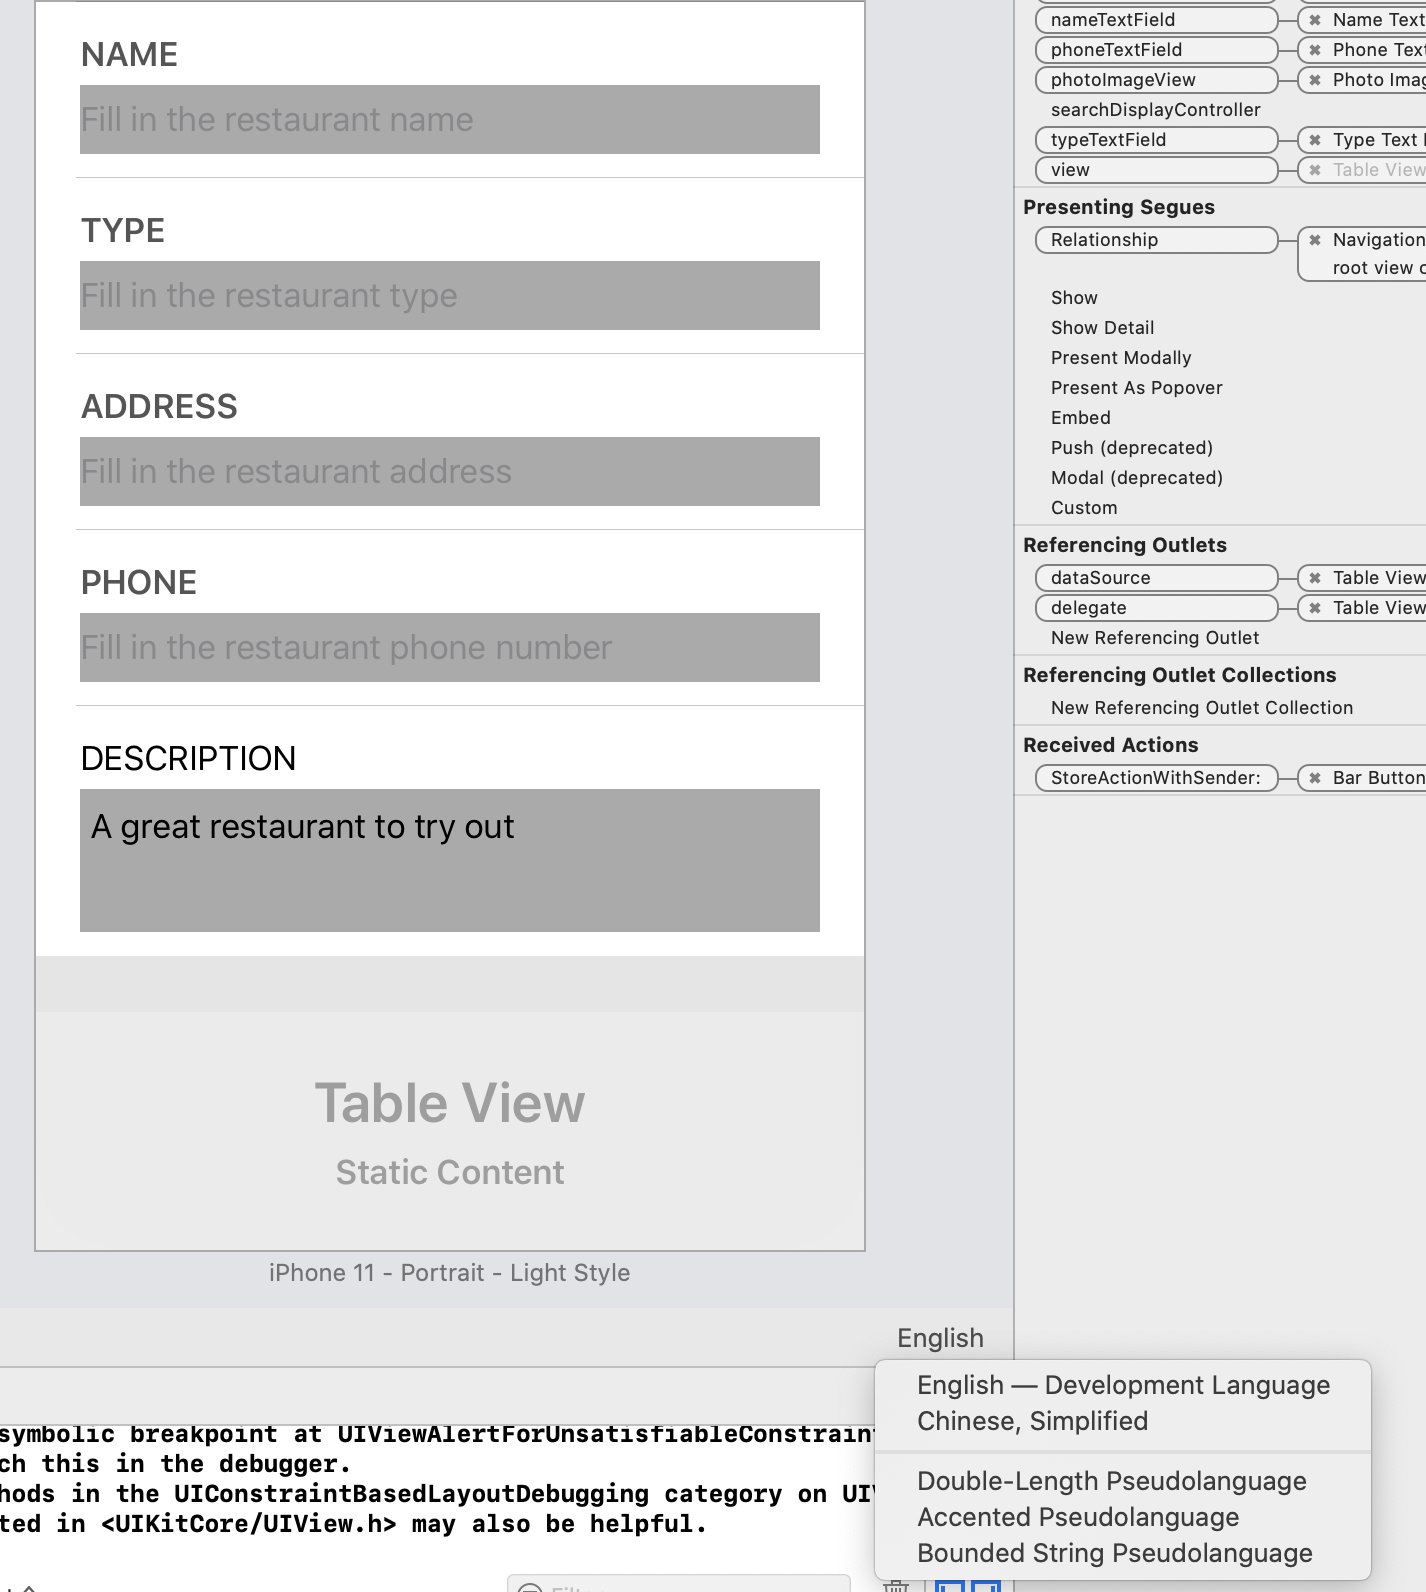 NAME
Fill in the restaurant name
TYPE
Fill in the restaurant type
ADDRESS
Fill in the restaurant address
PHONE
Fill in the restaurant phone number
DESCRIPTION
A great restaurant to try out
Table View
Static Content
iPhone 11 - Portrait - Light Style
English
English — Development Language
Chinese, Simplified
Double-Length Pseudolanguage
Accented Pseudolanguage
Bounded String Pseudolanguage
symbolic breakpoint at UIViewAlertForUnsatisfiableConstraint
ch this in the debugger.
hods in the UIConstraintBasedLayoutDebugging category on UI
ted in <UIKitCore/UIView.h> may also be helpful.
nameTextField Name Text
phoneTextField Phone Text
photoImageView Photo Imag
searchDisplayController
typeTextField Type Text
view Table View
Presenting Segues
Relationship Navigation
root view c
Show
Show Detail
Present Modally
Present As Popover
Embed
Push (deprecated)
Modal (deprecated)
Custom
Referencing Outlets
dataSource Table View
delegate Table View
New Referencing Outlet
Referencing Outlet Collections
New Referencing Outlet Collection
Received Actions
StoreActionWithSender: Bar Button